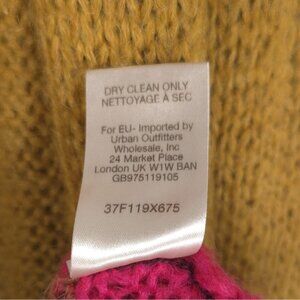 DRY CLEAN ONLY
NETTOYAGE À SEC
For EU- Imported by
Urban Outfitters
Wholesale, Inc
24 Market Place
London UK W1W BAN
GB975119105
37F119X675